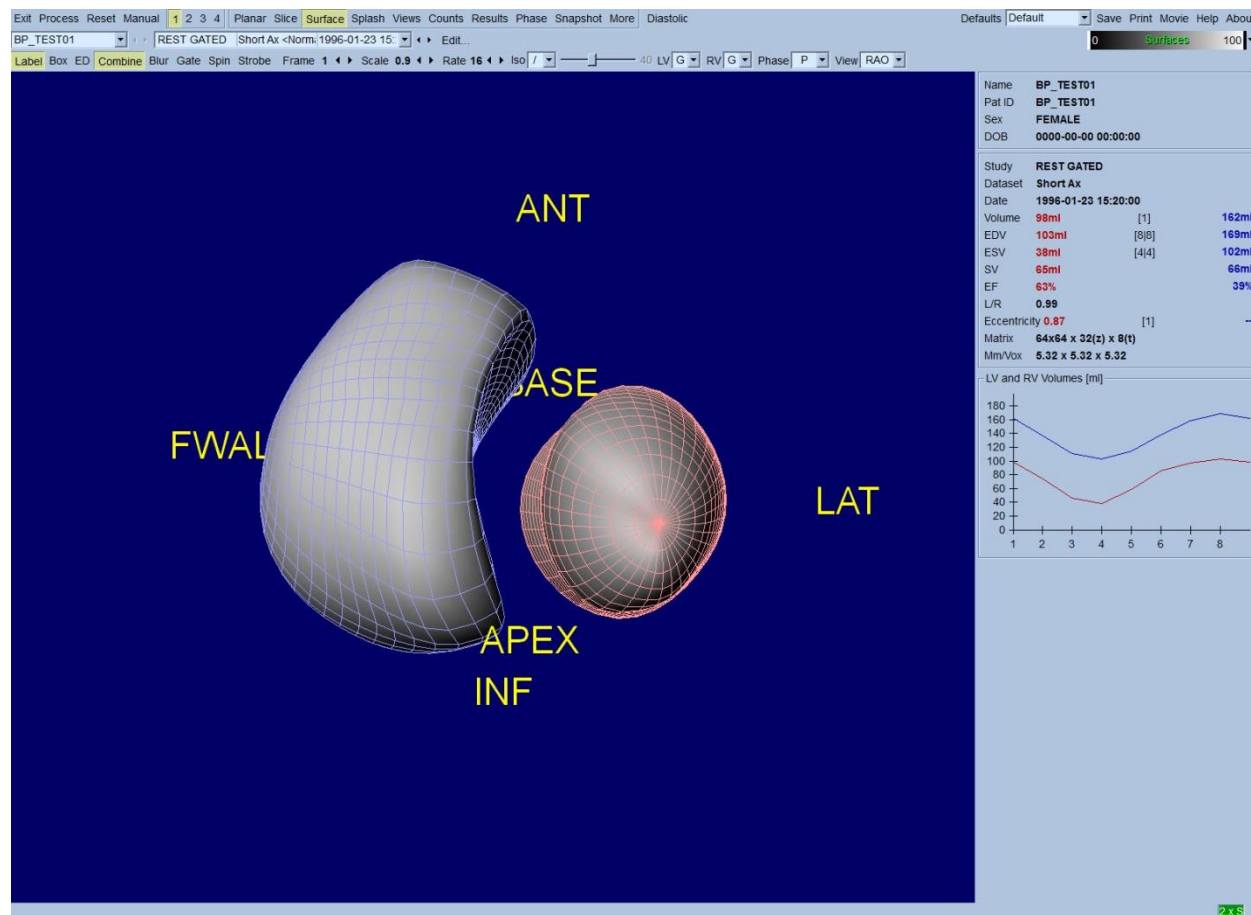 Exit Process Reset Manual 1 2 3 4 Planar Slice Surface Splash Views Counts Results Phase Snapshot More Diastolic Defaults Default Save Print Movie Help Abou
BP_TEST01 REST GATED Short Ax <Norm: 1996-01-23 15: Edit... 0 Surfaces 100
Label Box ED Combine Blur Gate Spin Strobe Frame 1 Scale 0.9 Rate 16 Iso / 40 LV G RV G Phase P View RAO
ANT
BASE
FWAL
LAT
APEX
INF
Name BP_TEST01
Pat ID BP_TEST01
Sex FEMALE
DOB 0000-00-00 00:00:00
Study REST GATED
Dataset Short Ax
Date 1996-01-23 15:20:00
Volume 98ml [1] 162ml
EDV 103ml [8|8] 169ml
ESV 38ml [4|4] 102ml
SV 65ml 66ml
EF 63% 39%
L/R 0.99
Eccentricity 0.87 [1] --
Matrix 64x64 x 32(z) x 8(t)
Mm/Vox 5.32 x 5.32 x 5.32
LV and RV Volumes [ml]
180
160
140
120
100
80
60
40
20
0
1 2 3 4 5 6 7 8
2 x S